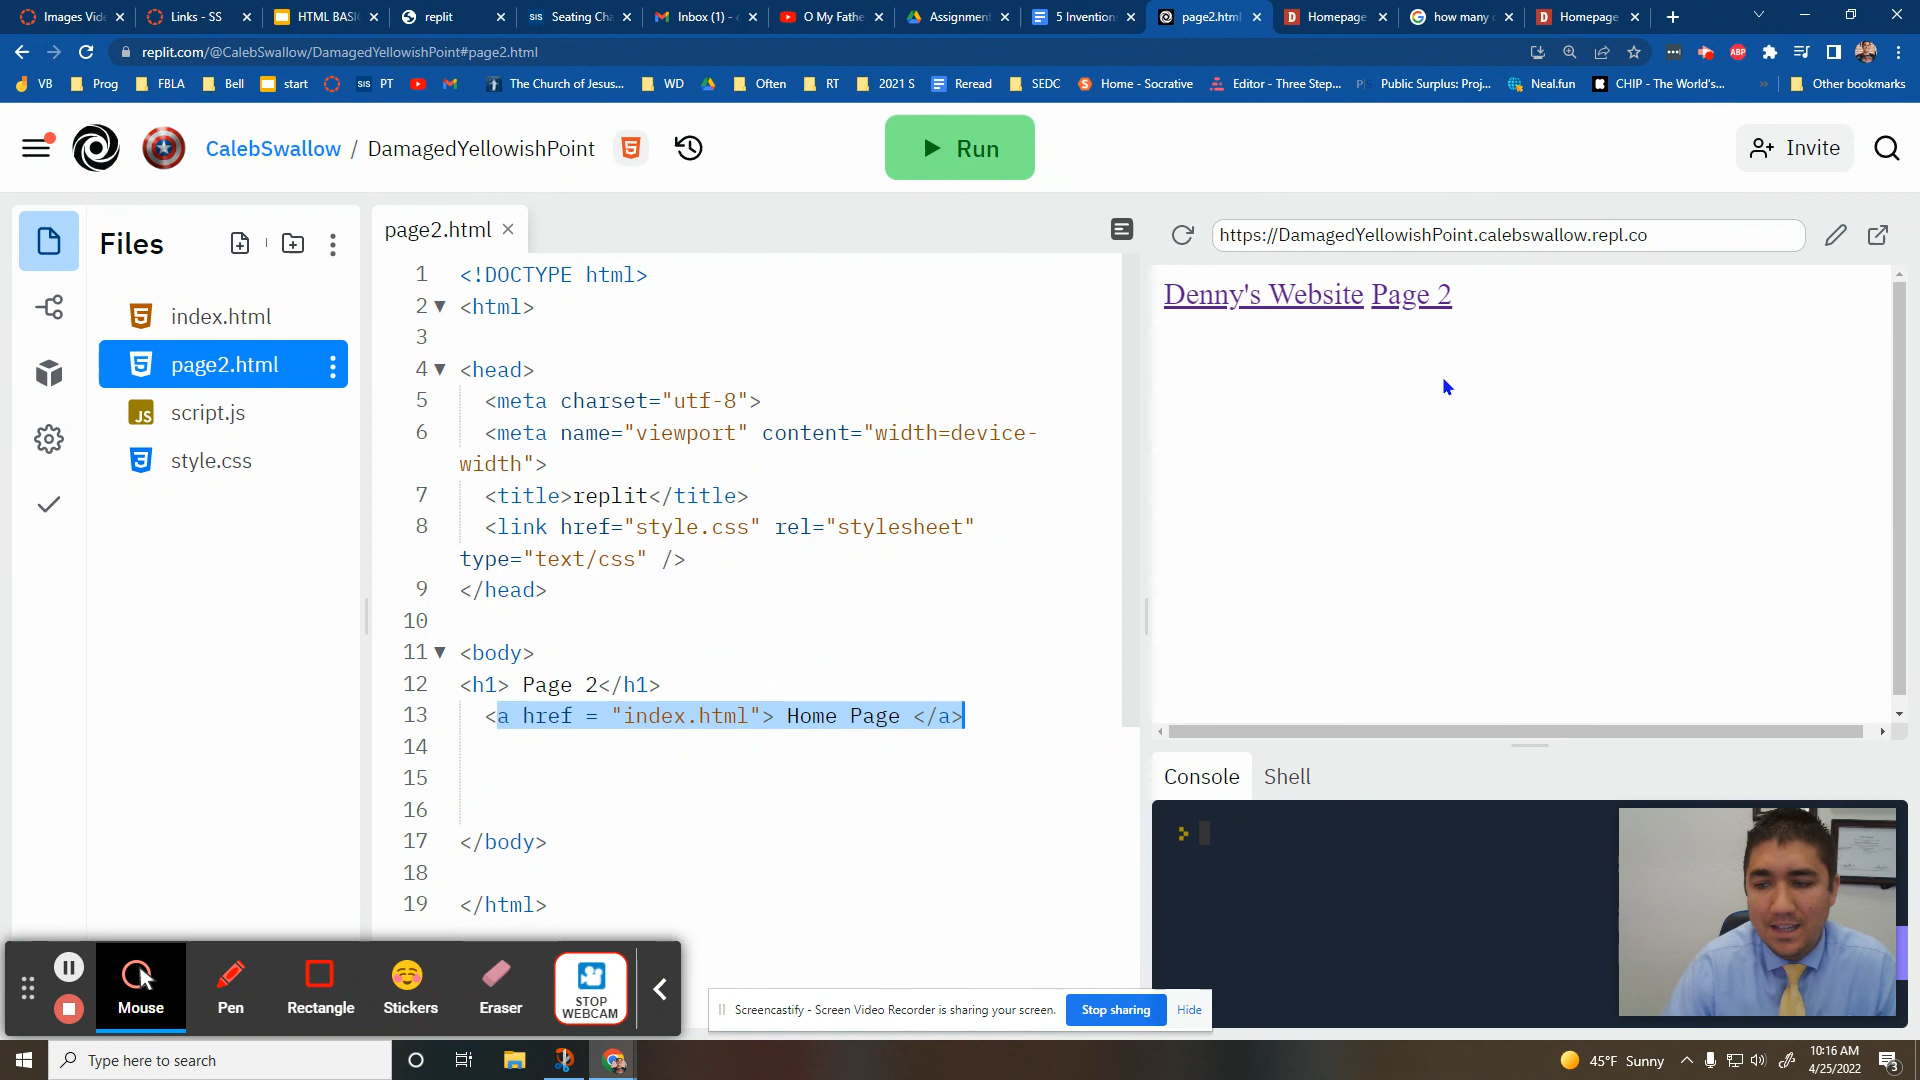 Images Vid
Links - SS
HTML BASI
replit
Seating Cha
Inbox (1) -
O My Fathe
Assignment
5 Invention
page2.html
Homepage
how many
Homepage
replit.com/@CalebSwallow/DamagedYellowishPoint#page2.html
VB
Prog
FBLA
Bell
start
PT
The Church of Jesus...
WD
Often
RT
2021 S
Reread
SEDC
Home - Socrative
Editor - Three Step...
Public Surplus: Proj...
Neal.fun
CHIP - The World's...
Other bookmarks
CalebSwallow / DamagedYellowishPoint
Run
Invite
Files
index.html
page2.html
script.js
style.css
page2.html
1 <!DOCTYPE html>
2 <html>
3
4 <head>
5 <meta charset="utf-8">
6 <meta name="viewport" content="width=device-
width">
7 <title>replit</title>
8 <link href="style.css" rel="stylesheet"
type="text/css" />
9 </head>
10
11 <body>
12 <h1> Page 2</h1>
13 <a href = "index.html"> Home Page </a>
14
15
16
17 </body>
18
19 </html>
https://DamagedYellowishPoint.calebswallow.repl.co
Denny's Website Page 2
Console
Shell
Mouse
Pen
Rectangle
Stickers
Eraser
STOP
WEBCAM
Screencastify - Screen Video Recorder is sharing your screen.
Stop sharing
Hide
Type here to search
45°F Sunny
10:16 AM
4/25/2022
3